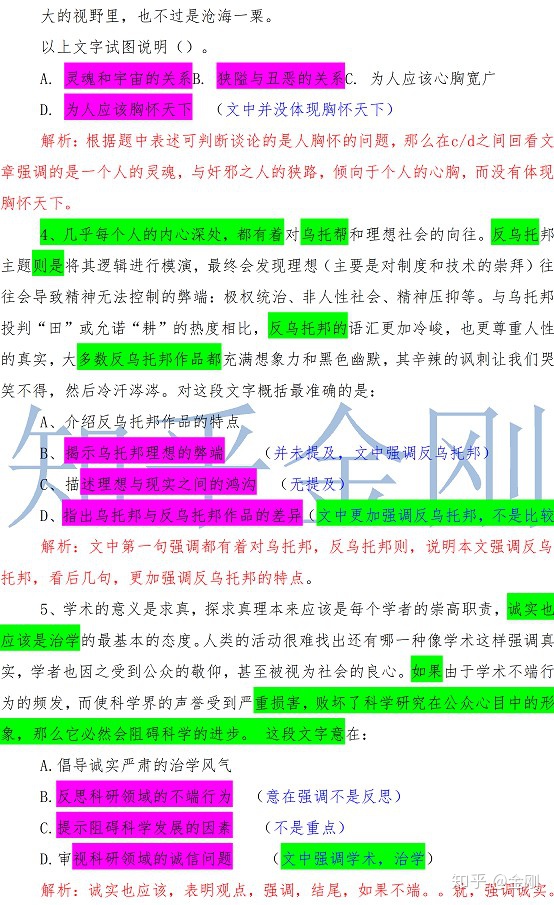 大的视野里，也不过是沧海一粟。
以上文字试图说明（）。
A. 灵魂和宇宙的关系B. 狭隘与丑恶的关系C. 为人应该心胸宽广
D. 为人应该胸怀天下 （文中并没体现胸怀天下）
解析：根据题中表述可判断谈论的是人胸怀的问题，那么在c/d之间回看文
章强调的是一个人的灵魂，与奸邪之人的狭路，倾向于个人的心胸，而没有体现
胸怀天下。
4、几乎每个人的内心深处，都有着对乌托帮和理想社会的向往。反乌托邦
主题则是将其逻辑进行模演，最终会发现理想（主要是对制度和技术的崇拜）往
往会导致精神无法控制的弊端：极权统治、非人性社会、精神压抑等。与乌托邦
投判“田”或允诺“耕”的热度相比，反乌托邦的语汇更加冷峻，也更尊重人性
的真实，大多数反乌托邦作品都充满想象力和黑色幽默，其辛辣的讽刺让我们哭
笑不得，然后冷汗涔涔。对这段文字概括最准确的是：
A、介绍反乌托邦作品的特点
B、揭示乌托邦理想的弊端 （并未提及，文中强调反乌托邦）
C、描述理想与现实之间的鸿沟 （无提及）
D、指出乌托邦与反乌托邦作品的差异（文中更加强调反乌托邦，不是比较
解析：文中第一句强调都有着对乌托邦，反乌托邦则，说明本文强调反乌
托邦，看后几句，更加强调反乌托邦的特点。
5、学术的意义是求真，探求真理本来应该是每个学者的崇高职责，诚实也
应该是治学的最基本的态度。人类的活动很难找出还有哪一种像学术这样强调真
实，学者也因之受到公众的敬仰，甚至被视为社会的良心。如果由于学术不端行
为的频发，而使科学界的声誉受到严重损害，败坏了科学研究在公众心目中的形
象，那么它必然会阻碍科学的进步。 这段文字意在：
A.倡导诚实严肃的治学风气
B.反思科研领域的不端行为 （意在强调不是反思）
C.提示阻碍科学发展的因素 （不是重点）
D.审视科研领域的诚信问题 （文中强调学术，治学）
解析：诚实也应该，表明观点，强调，结尾，如果不端。。就，强调诚实。
知乎金刚
知乎 @金刚